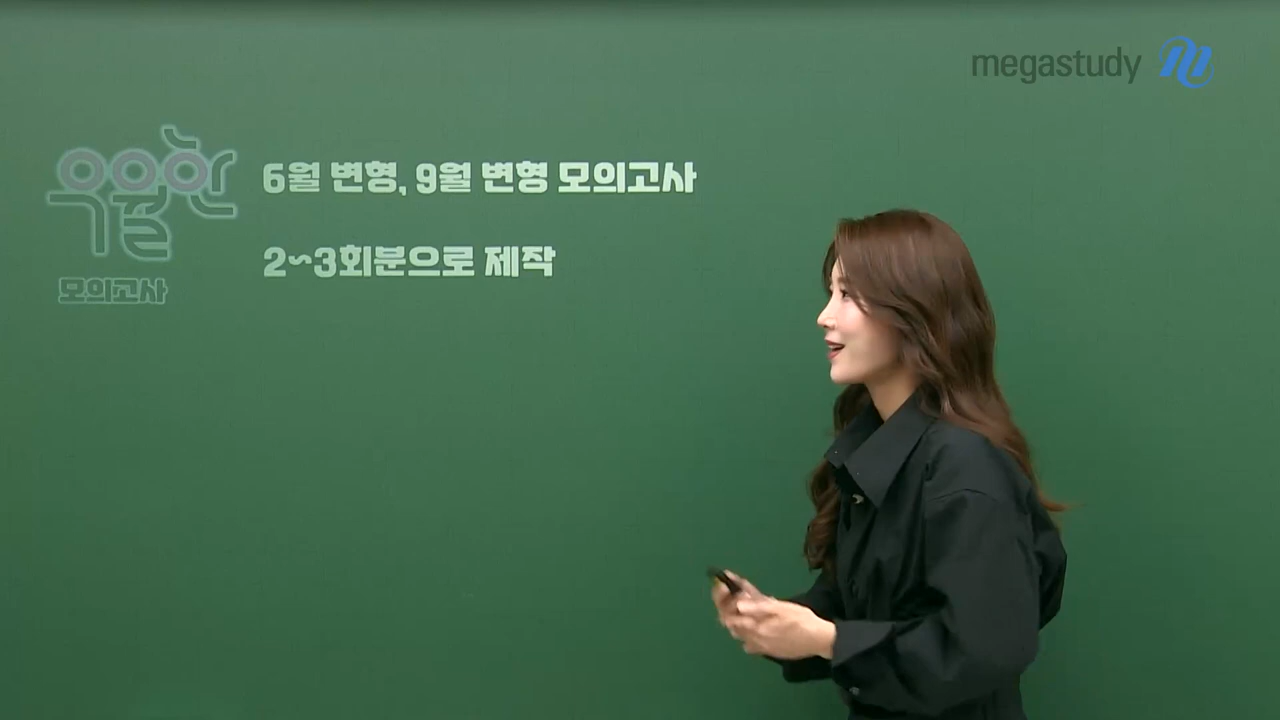 megastudy
우월한
모의고사
6월 변형, 9월 변형 모의고사
2~3회분으로 제작